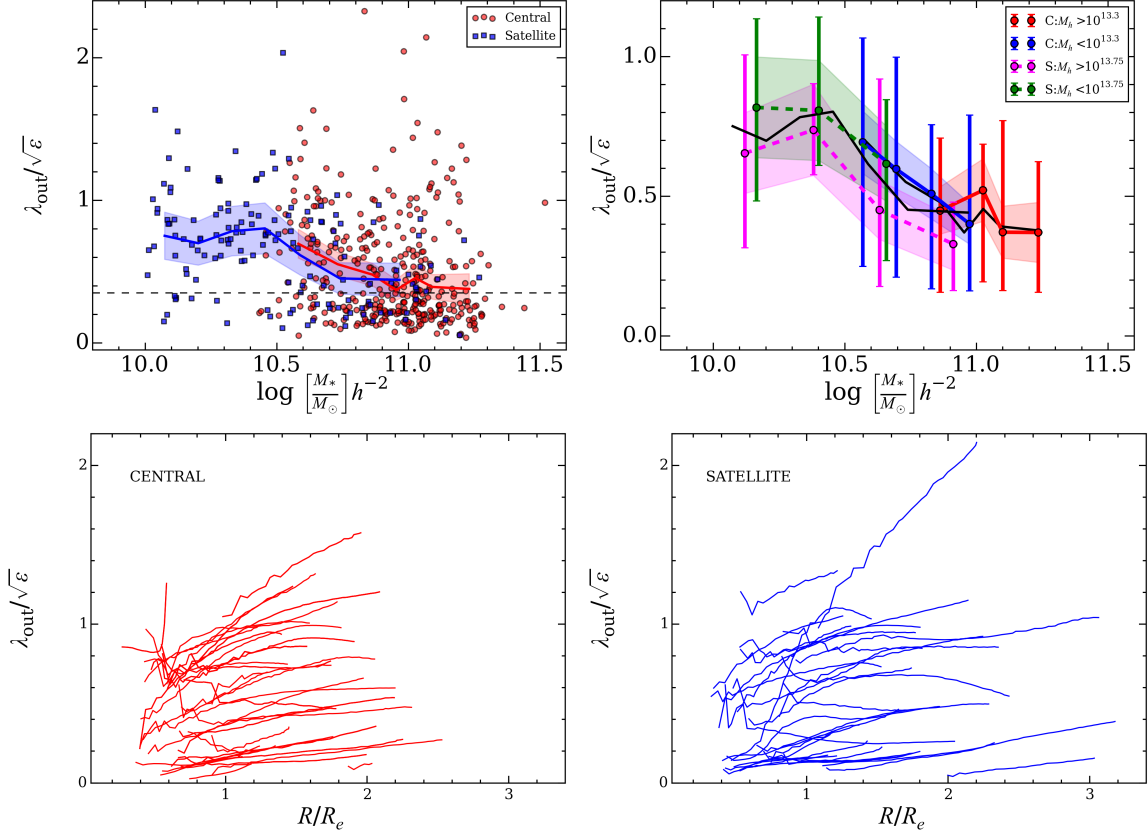 Central
Satellite
2
1
0
λout/√ε
10.0 10.5 11.0 11.5
log [M*/M⊙] h−2
C:Mh >10^13.3
C:Mh <10^13.3
S:Mh >10^13.75
S:Mh <10^13.75
1.0
0.5
0.0
λout/√ε
10.0 10.5 11.0 11.5
log [M*/M⊙] h−2
CENTRAL
2
1
0
λout/√ε
1 2 3
R/Re
SATELLITE
2
1
0
λout/√ε
1 2 3
R/Re